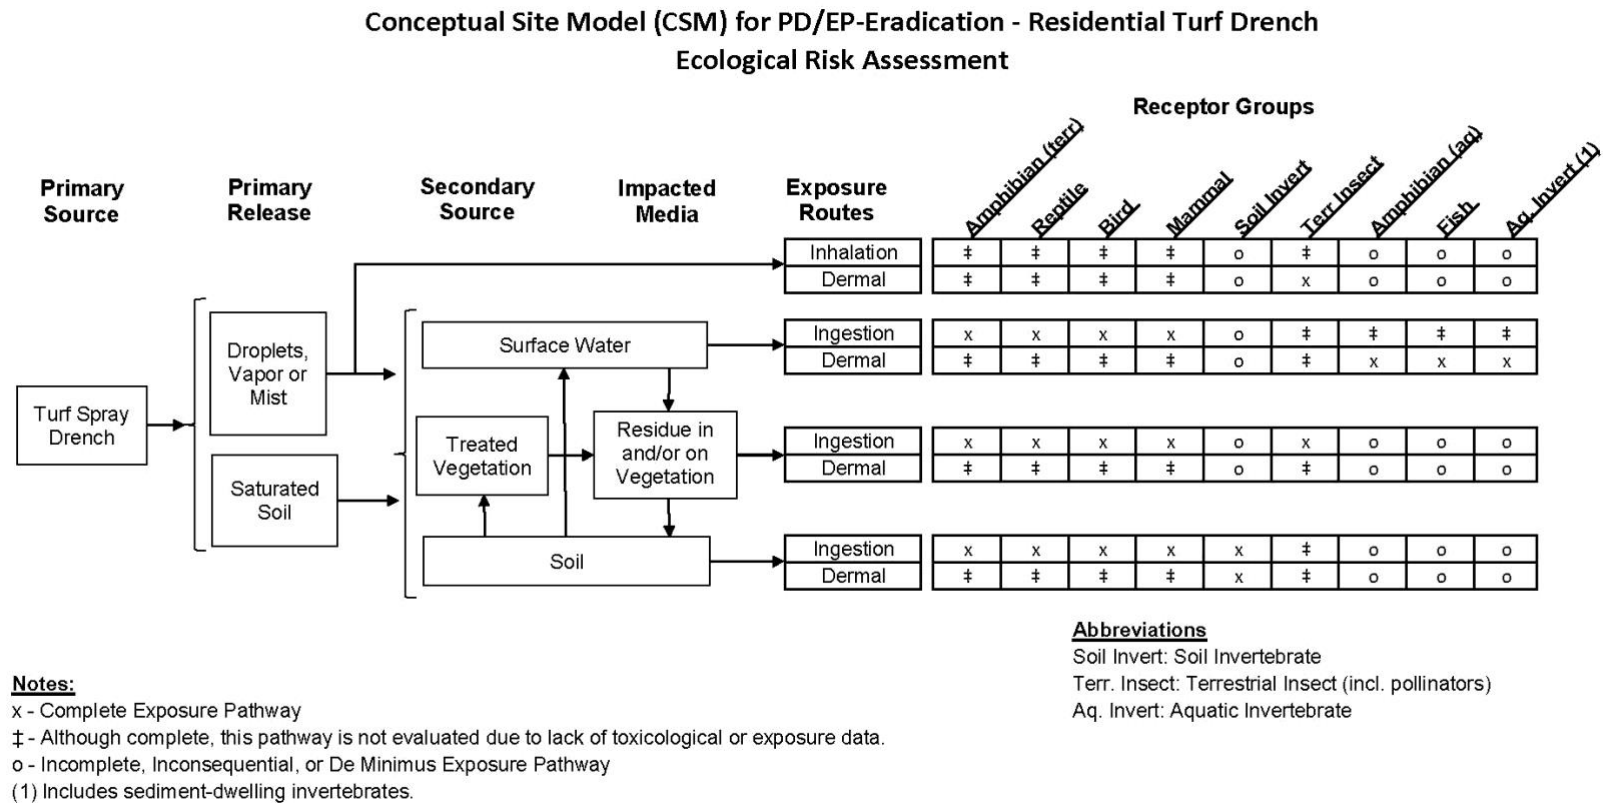 Conceptual Site Model (CSM) for PD/EP-Eradication - Residential Turf Drench
Ecological Risk Assessment
Receptor Groups
Primary Source
Primary Release
Secondary Source
Impacted Media
Exposure Routes
Amphibian (terr)
Reptile
Bird
Mammal
Soil Invert
Terr Insect
Amphibian (aq)
Fish
Aq. Invert (1)
Inhalation ‡ ‡ ‡ ‡ o ‡ o o o
Dermal ‡ ‡ ‡ ‡ o x o o o
Turf Spray
Drench
Droplets,
Vapor or
Mist
Saturated
Soil
Surface Water
Ingestion x x x x o ‡ ‡ ‡ ‡
Dermal ‡ ‡ ‡ ‡ o ‡ x x x
Treated
Vegetation
Residue in
and/or on
Vegetation
Ingestion x x x x o x o o o
Dermal ‡ ‡ ‡ ‡ o ‡ o o o
Soil
Ingestion x x x x x ‡ o o o
Dermal ‡ ‡ ‡ ‡ x ‡ o o o
Abbreviations
Soil Invert: Soil Invertebrate
Terr. Insect: Terrestrial Insect (incl. pollinators)
Aq. Invert: Aquatic Invertebrate
Notes:
x - Complete Exposure Pathway
‡ - Although complete, this pathway is not evaluated due to lack of toxicological or exposure data.
o - Incomplete, Inconsequential, or De Minimus Exposure Pathway
(1) Includes sediment-dwelling invertebrates.